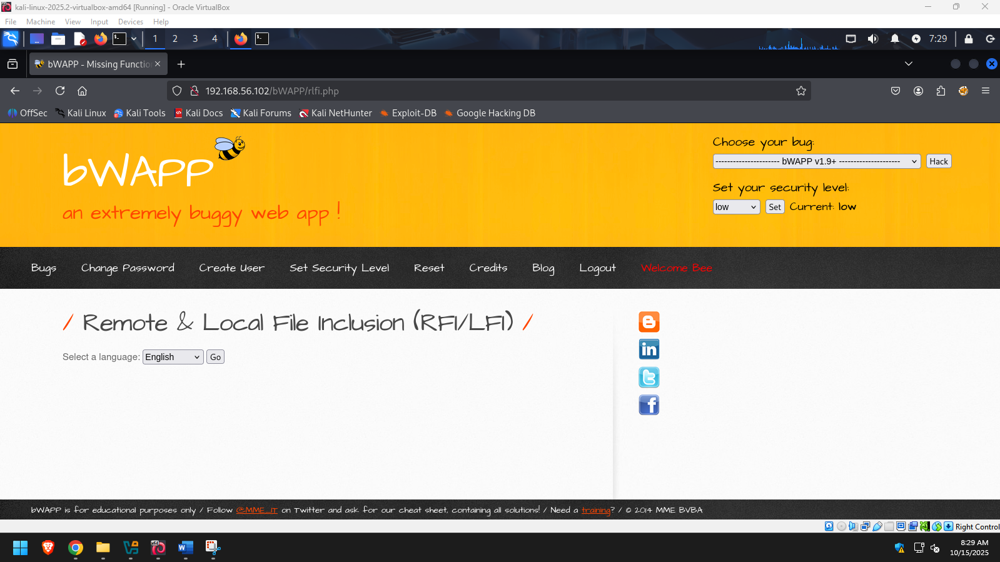 kali-linux-2025.2-virtualbox-amd64 [Running] - Oracle VirtualBox
File Machine View Input Devices Help
1 2 3 4 7:29
bWAPP - Missing Functio
192.168.56.102/bWAPP/rlfi.php
OffSec Kali Linux Kali Tools Kali Docs Kali Forums Kali NetHunter Exploit-DB Google Hacking DB
bWAPP
an extremely buggy web app !
Choose your bug:
---------------------- bWAPP v1.9+ --------------------- Hack
Set your security level:
low Set Current: low
Bugs Change Password Create User Set Security Level Reset Credits Blog Logout Welcome Bee
/ Remote & Local File Inclusion (RFI/LFI) /
Select a language: English Go
bWAPP is for educational purposes only / Follow @MME_IT on Twitter and ask for our cheat sheet, containing all solutions! / Need a training? / © 2014 MME BVBA
Right Control
8:29 AM
10/15/2025